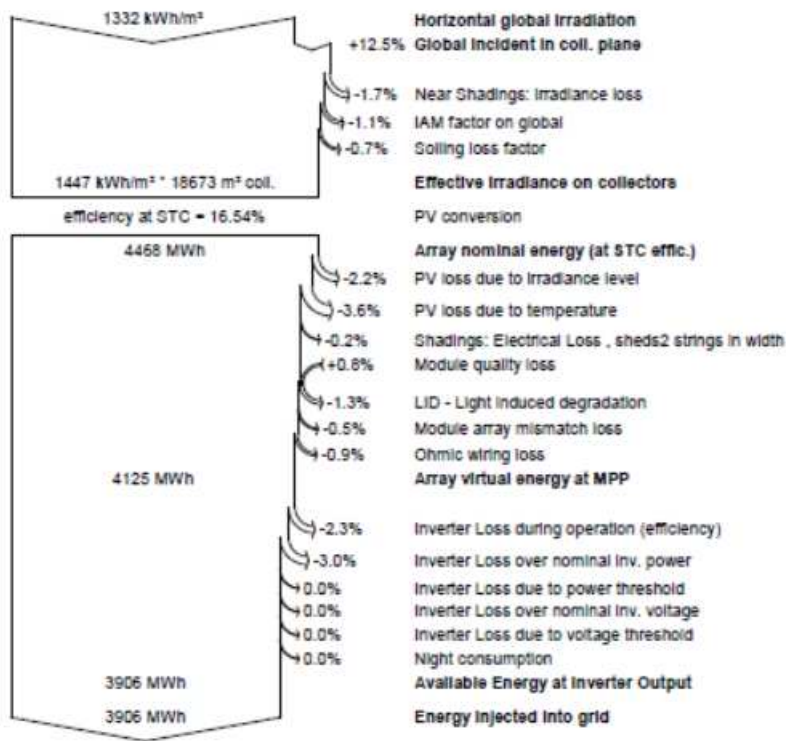 1332 kWh/m² Horizontal global irradiation
+12.5% Global incident in coll. plane
-1.7% Near Shadings: irradiance loss
-1.1% IAM factor on global
-0.7% Soiling loss factor
1447 kWh/m² * 18673 m² coll. Effective irradiance on collectors
efficiency at STC = 16.54% PV conversion
4468 MWh Array nominal energy (at STC effic.)
-2.2% PV loss due to irradiance level
-3.6% PV loss due to temperature
-0.2% Shadings: Electrical Loss , sheds2 strings in width
+0.8% Module quality loss
-1.3% LID - Light induced degradation
-0.5% Module array mismatch loss
-0.9% Ohmic wiring loss
4125 MWh Array virtual energy at MPP
-2.3% Inverter Loss during operation (efficiency)
-3.0% Inverter Loss over nominal inv. power
0.0% Inverter Loss due to power threshold
0.0% Inverter Loss over nominal inv. voltage
0.0% Inverter Loss due to voltage threshold
0.0% Night consumption
3906 MWh Available Energy at Inverter Output
3906 MWh Energy injected into grid